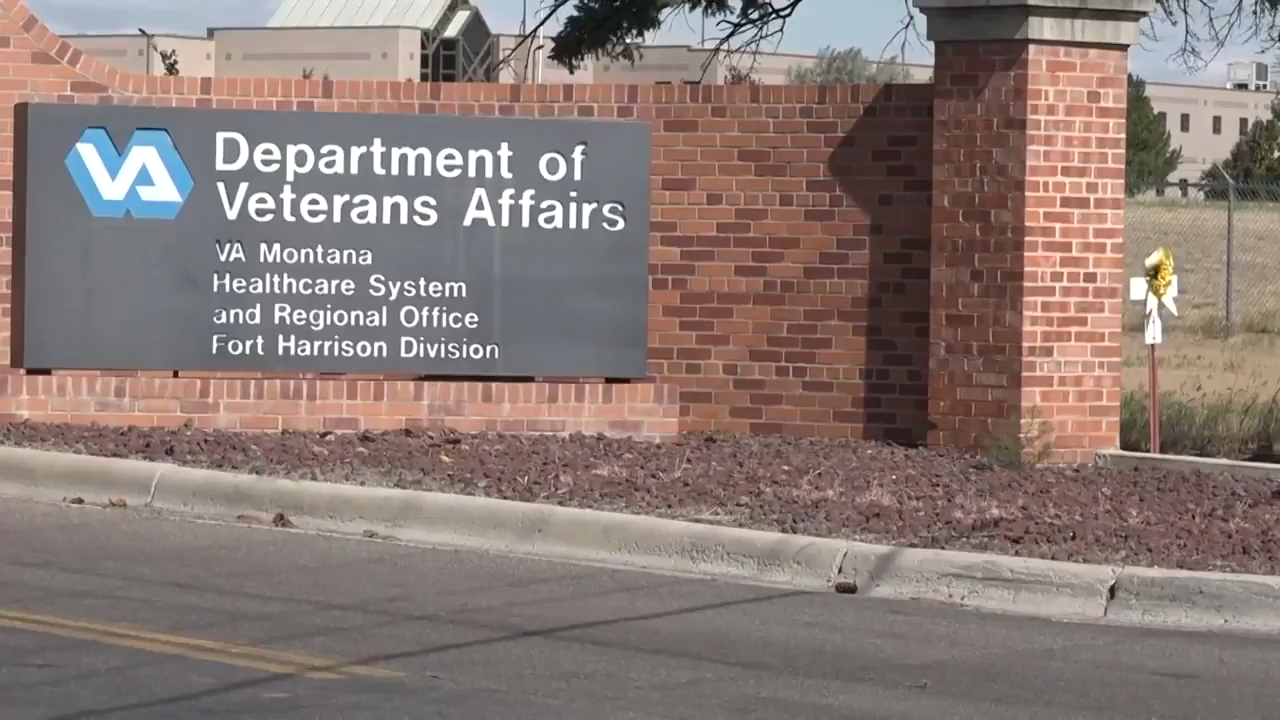 VA
Department of
Veterans Affairs
VA Montana
Healthcare System
and Regional Office
Fort Harrison Division